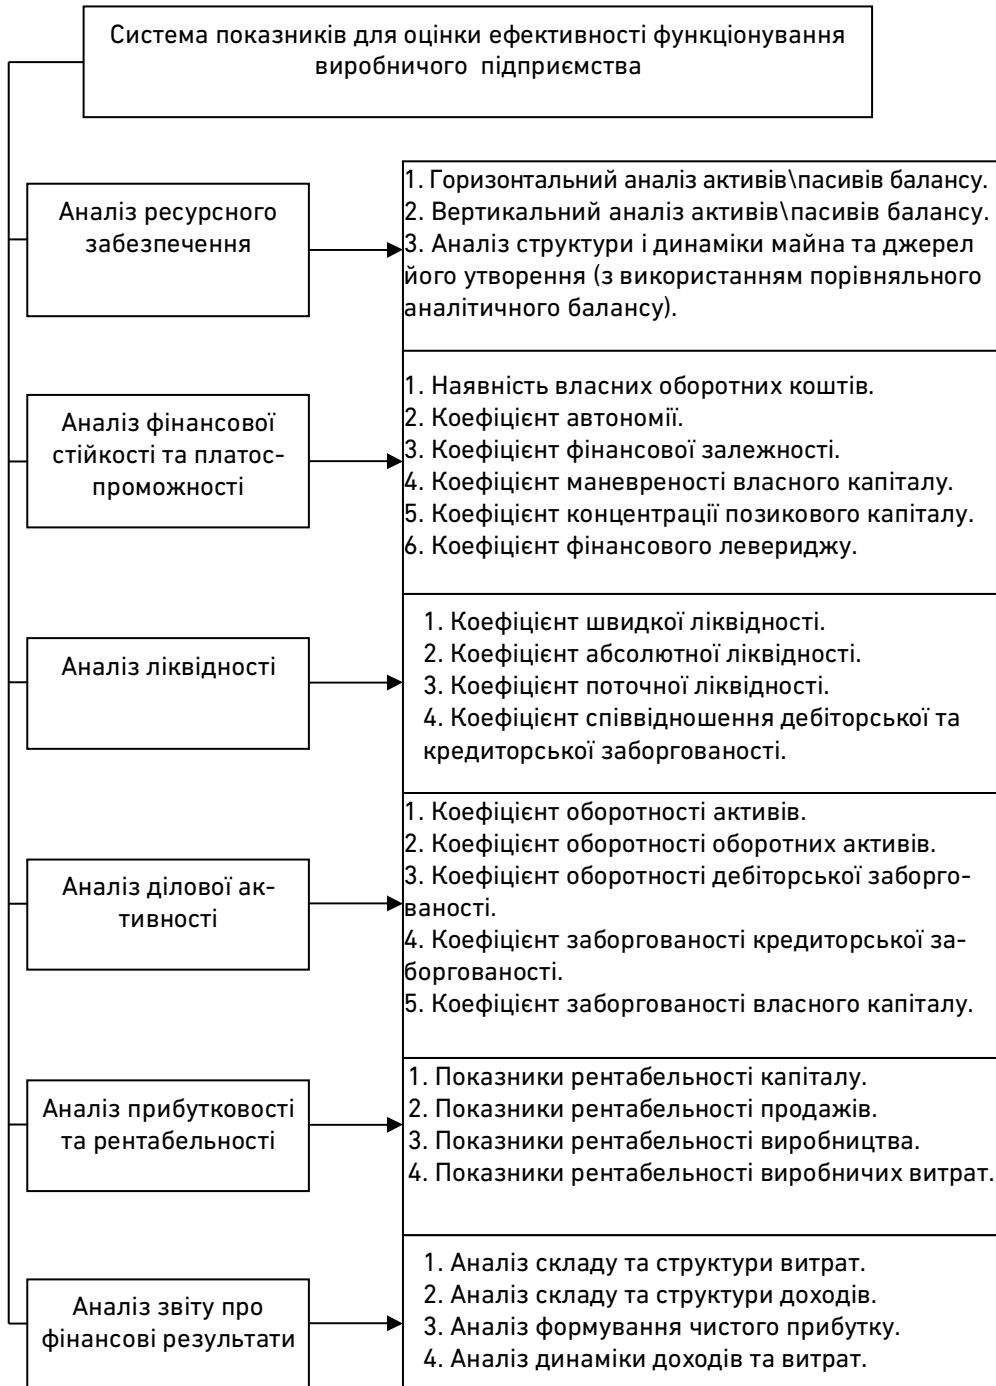 Система показників для оцінки ефективності функціонування
виробничого підприємства
Аналіз ресурсного
забезпечення
1. Горизонтальний аналіз активів\пасивів балансу.
2. Вертикальний аналіз активів\пасивів балансу.
3. Аналіз структури і динаміки майна та джерел
його утворення (з використанням порівняльного
аналітичного балансу).
Аналіз фінансової
стійкості та платос-
проможності
1. Наявність власних оборотних коштів.
2. Коефіцієнт автономії.
3. Коефіцієнт фінансової залежності.
4. Коефіцієнт маневреності власного капіталу.
5. Коефіцієнт концентрації позикового капіталу.
6. Коефіцієнт фінансового левериджу.
Аналіз ліквідності
1. Коефіцієнт швидкої ліквідності.
2. Коефіцієнт абсолютної ліквідності.
3. Коефіцієнт поточної ліквідності.
4. Коефіцієнт співвідношення дебіторської та
кредиторської заборгованості.
Аналіз ділової ак-
тивності
1. Коефіцієнт оборотності активів.
2. Коефіцієнт оборотності оборотних активів.
3. Коефіцієнт оборотності дебіторської заборго-
ваності.
4. Коефіцієнт заборгованості кредиторської за-
боргованості.
5. Коефіцієнт заборгованості власного капіталу.
Аналіз прибутковості
та рентабельності
1. Показники рентабельності капіталу.
2. Показники рентабельності продажів.
3. Показники рентабельності виробництва.
4. Показники рентабельності виробничих витрат.
Аналіз звіту про
фінансові результати
1. Аналіз складу та структури витрат.
2. Аналіз складу та структури доходів.
3. Аналіз формування чистого прибутку.
4. Аналіз динаміки доходів та витрат.